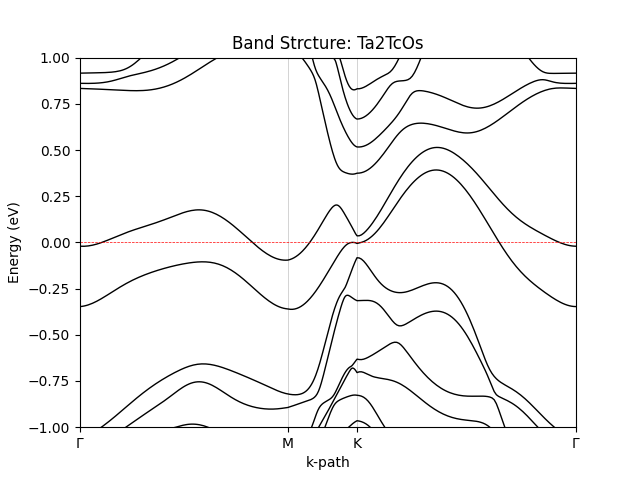 Band Strcture: Ta2TcOs
Energy (eV)
1.00
0.75
0.50
0.25
0.00
−0.25
−0.50
−0.75
−1.00
Γ M K Γ
k-path